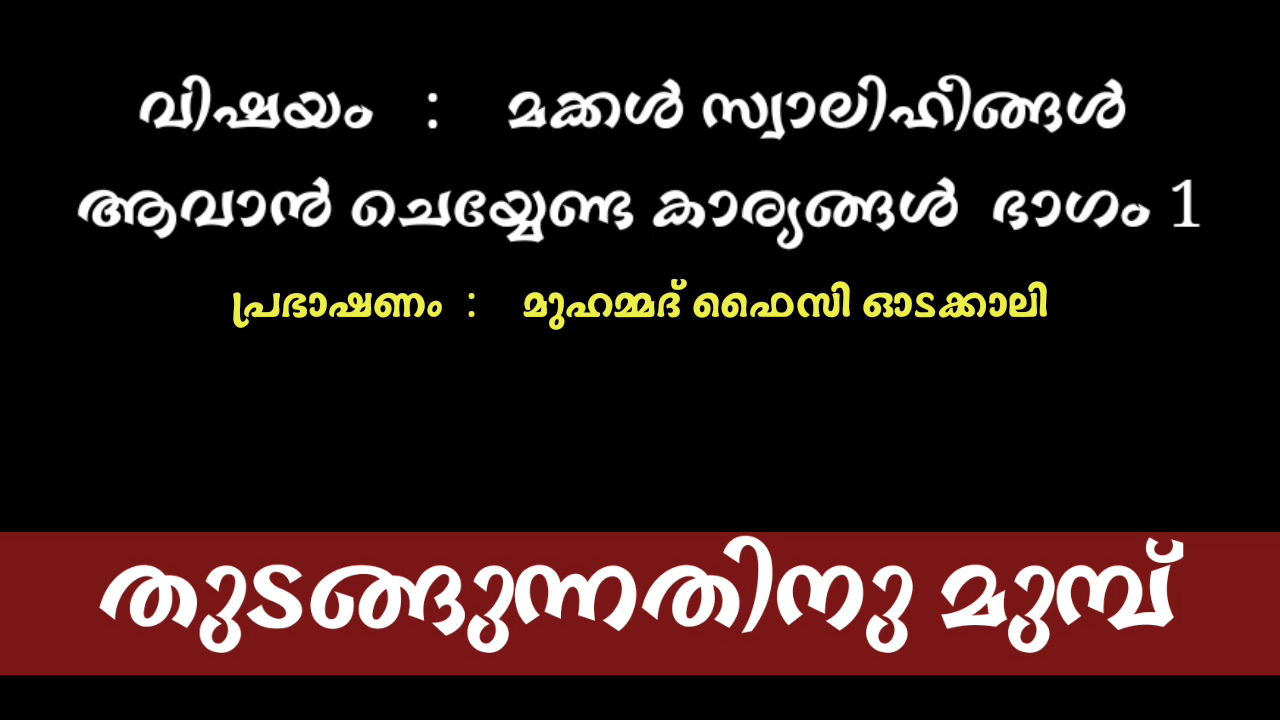 വിഷയം : മക്കൾ സ്വാലിഹീങ്ങൾ
ആവാൻ ചെയ്യേണ്ട കാര്യങ്ങൾ ഭാഗം 1
പ്രഭാഷണം : മുഹമ്മദ് ഫൈസി ഓടക്കാലി
തുടങ്ങുന്നതിനു മുമ്പ്